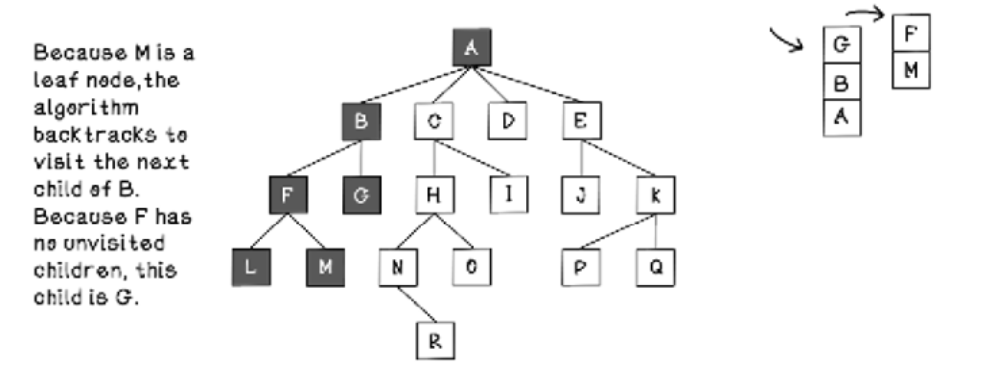 Because M is a
leaf node, the
algorithm
backtracks to
visit the next
child of B.
Because F has
no unvisited
children, this
child is G.
A
B C D E
F G H I J K
L M N O P Q
R
G
B
A
F
M